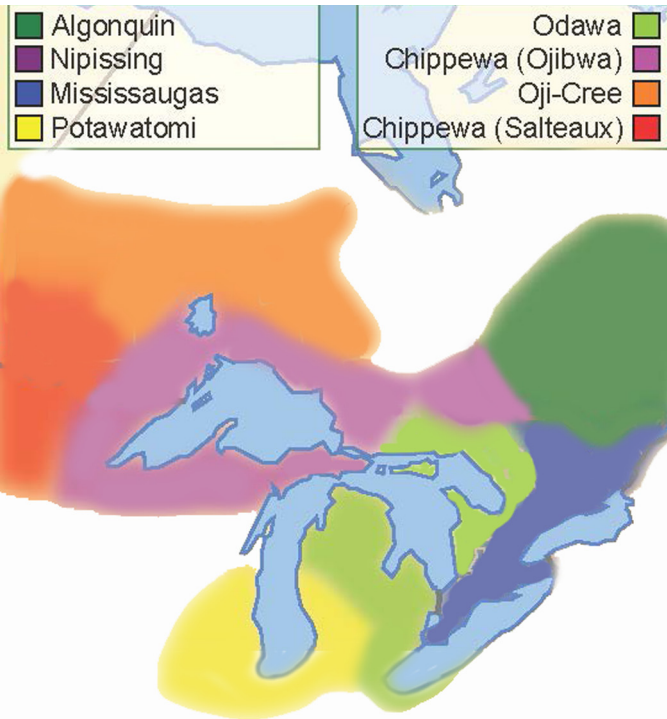 Algonquin
Nipissing
Mississaugas
Potawatomi
Odawa
Chippewa (Ojibwa)
Oji-Cree
Chippewa (Salteaux)